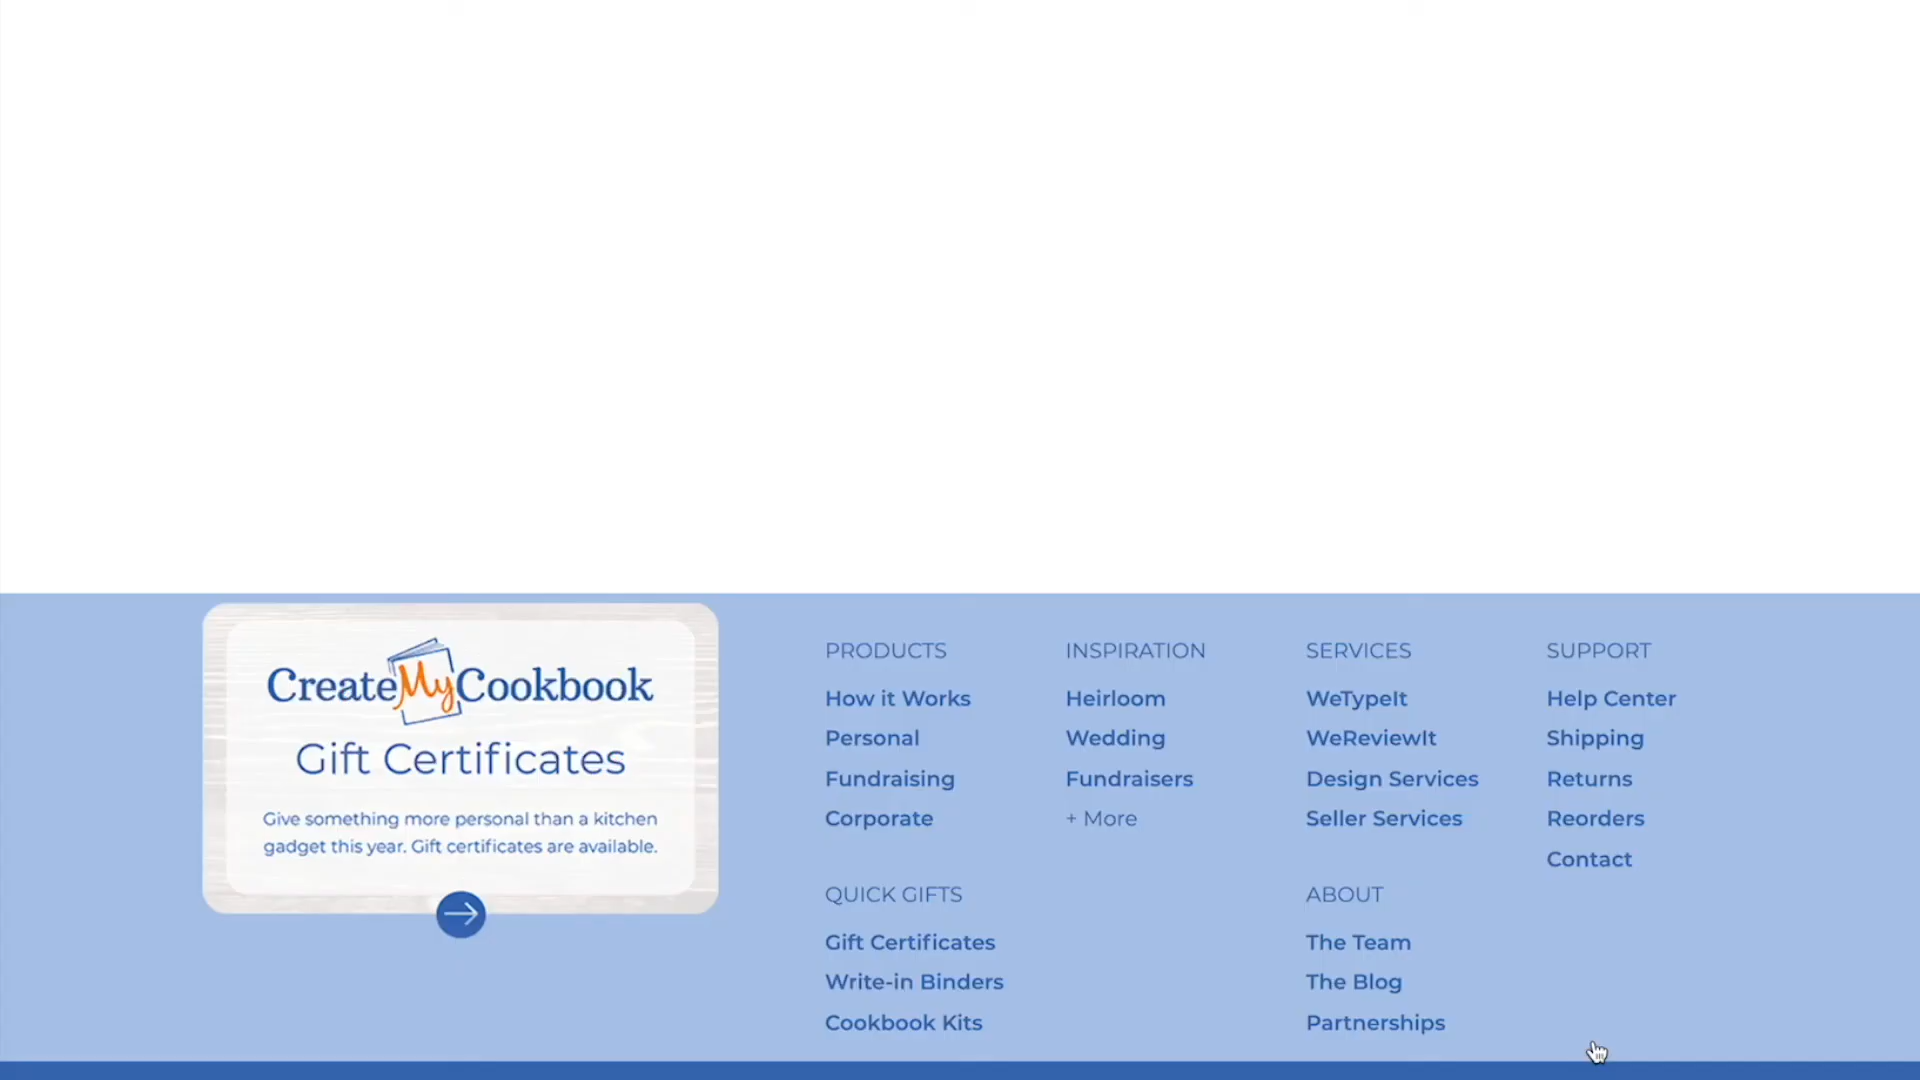 CreateMyCookbook
Gift Certificates
Give something more personal than a kitchen
gadget this year. Gift certificates are available.
PRODUCTS
How it Works
Personal
Fundraising
Corporate
QUICK GIFTS
Gift Certificates
Write-in Binders
Cookbook Kits
INSPIRATION
Heirloom
Wedding
Fundraisers
+ More
SERVICES
WeTypeIt
WeReviewIt
Design Services
Seller Services
ABOUT
The Team
The Blog
Partnerships
SUPPORT
Help Center
Shipping
Returns
Reorders
Contact